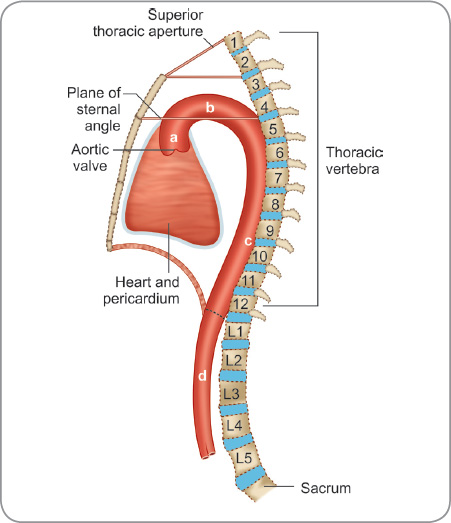 Superior
thoracic aperture
1
2
3
Plane of
sternal
angle
b
4
a
5
Aortic
valve
6
Thoracic
vertebra
7
8
c
9
10
Heart and
pericardium
11
12
L1
L2
d
L3
L4
L5
Sacrum